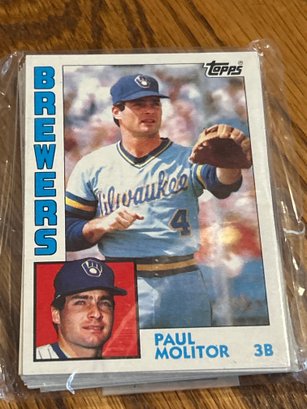 Topps
BREWERS
Milwaukee
4
PAUL
MOLITOR
3B